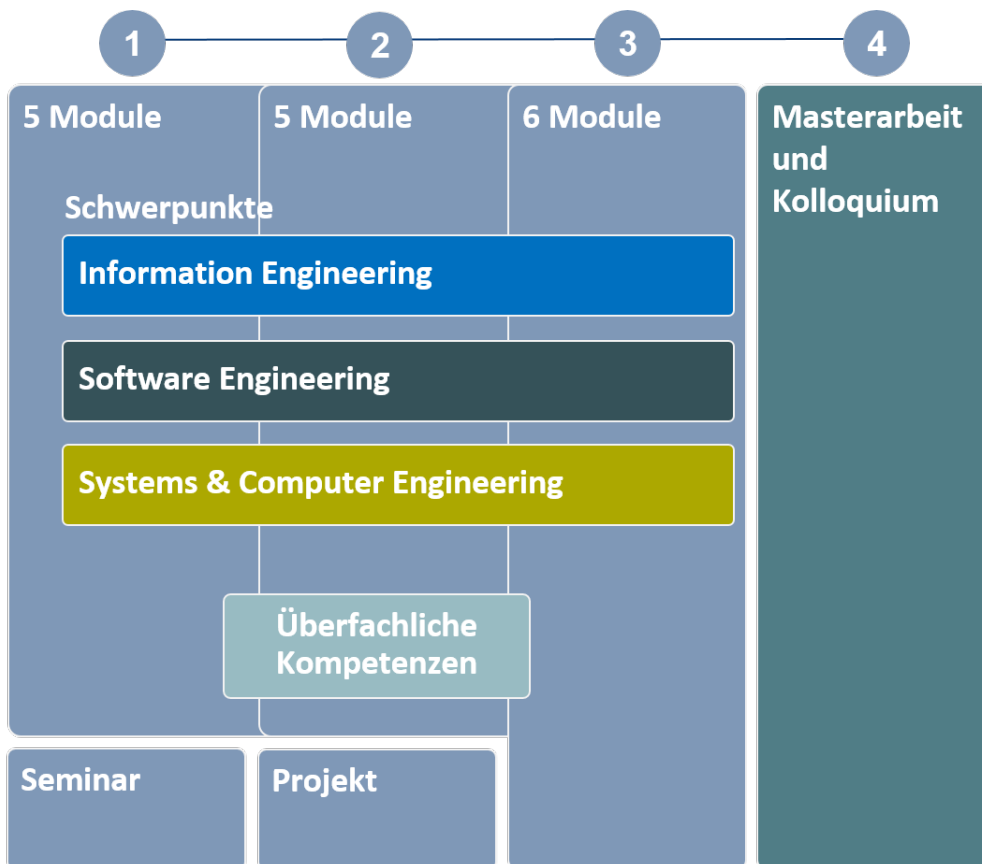 1
2
3
4
5 Module
5 Module
6 Module
Masterarbeit
und
Kolloquium
Schwerpunkte
Information Engineering
Software Engineering
Systems & Computer Engineering
Überfachliche
Kompetenzen
Seminar
Projekt